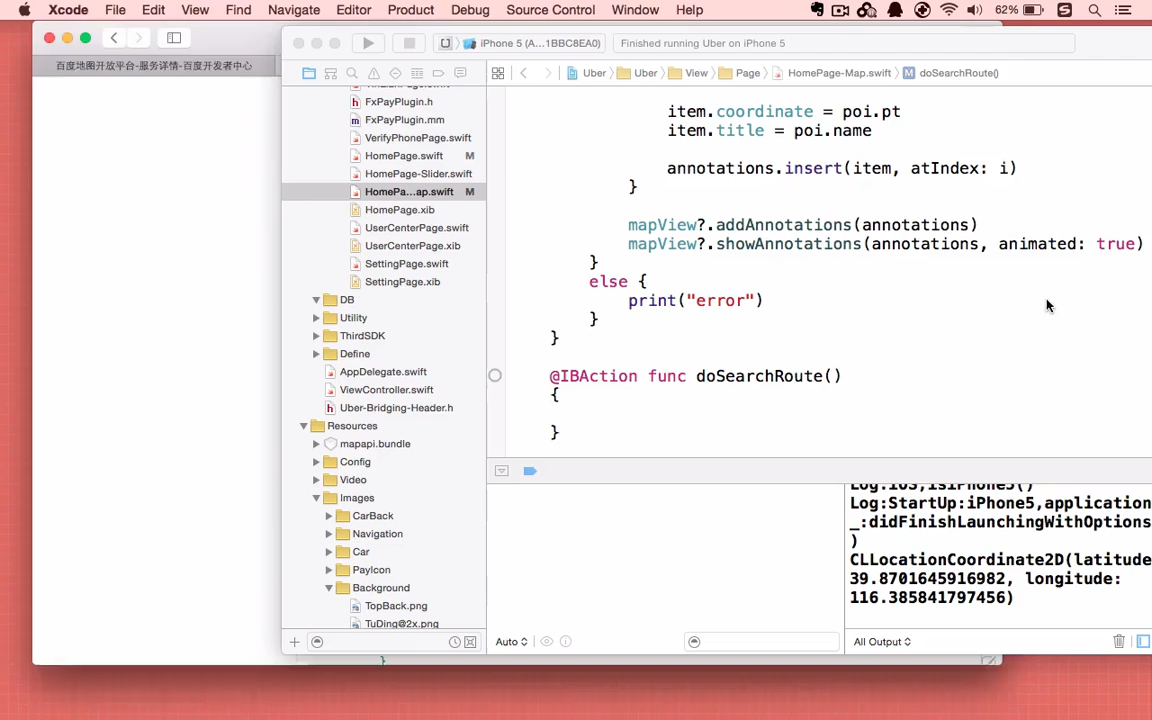 Xcode File Edit View Find Navigate Editor Product Debug Source Control Window Help 62%
iPhone 5 (A...1BBC8EA0) Finished running Uber on iPhone 5
百度地图开放平台-服务详情-百度开发者中心
Uber Uber View Page HomePage-Map.swift M doSearchRoute()
FxPayPlugin.h
FxPayPlugin.mm
VerifyPhonePage.swift
HomePage.swift M
HomePage-Slider.swift
HomePa...ap.swift M
HomePage.xib
UserCenterPage.swift
UserCenterPage.xib
SettingPage.swift
SettingPage.xib
DB
Utility
ThirdSDK
Define
AppDelegate.swift
ViewController.swift
Uber-Bridging-Header.h
Resources
mapapi.bundle
Config
Video
Images
CarBack
Navigation
Car
PayIcon
Background
TopBack.png
TuDing@2x.png
item.coordinate = poi.pt
item.title = poi.name
annotations.insert(item, atIndex: i)
}
mapView?.addAnnotations(annotations)
mapView?.showAnnotations(annotations, animated: true)
}
else {
print("error")
}
}
@IBAction func doSearchRoute()
{
}
Log:iOS,isiPhone5()
Log:StartUp:iPhone5,application
_:didFinishLaunchingWithOptions
)
CLLocationCoordinate2D(latitude
39.8701645916982, longitude:
116.385841797456)
Auto
All Output
}